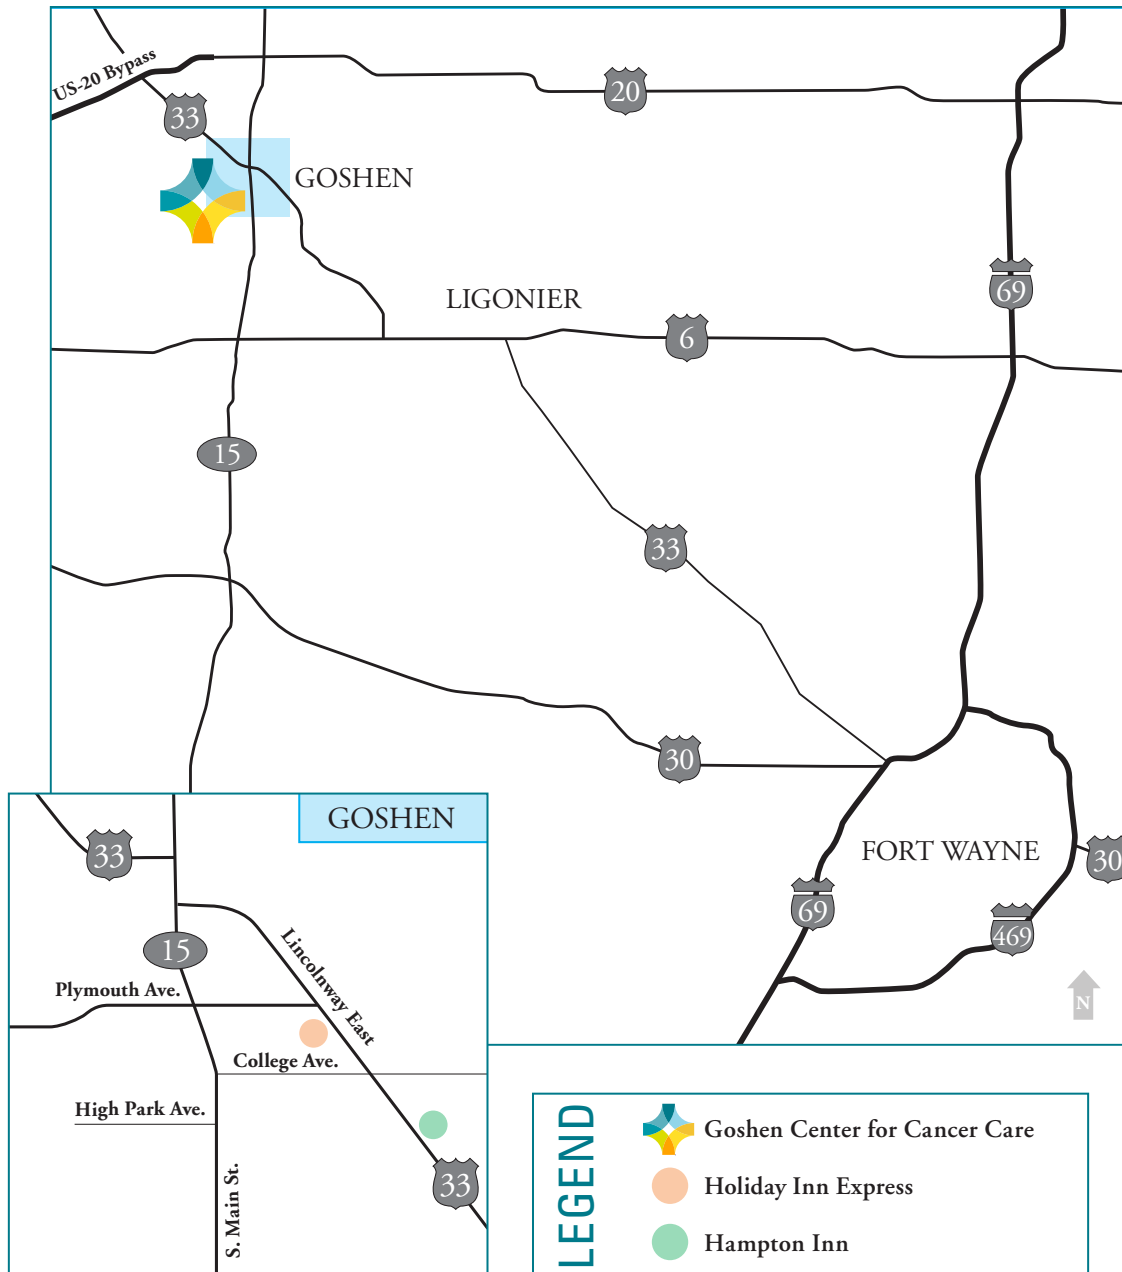 US-20 Bypass
20
33
GOSHEN
69
LIGONIER
6
15
33
30
FORT WAYNE
30
69
469
N
GOSHEN
33
15
Lincolnway East
Plymouth Ave.
College Ave.
High Park Ave.
33
S. Main St.
LEGEND
Goshen Center for Cancer Care
Holiday Inn Express
Hampton Inn